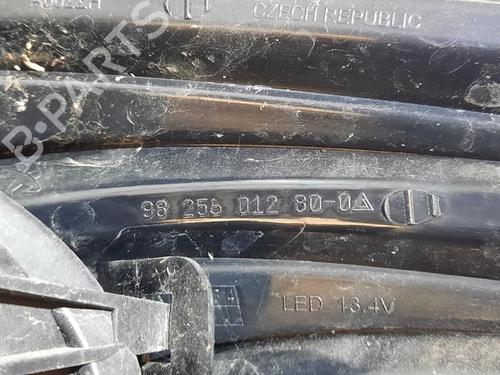 CZECH REPUBLIC
B-PARTS
98 256 012 80-0
LED 13,4V